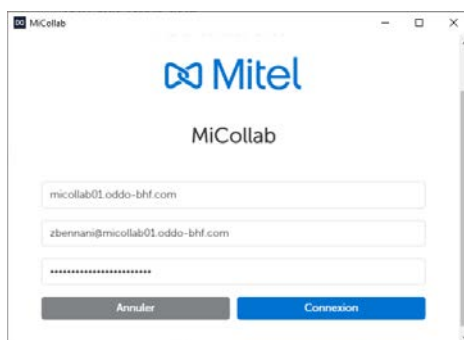 MiCollab
Mitel
MiCollab
micollab01.oddo-bhf.com
zbennani@micollab01.oddo-bhf.com
••••••••••••••••••••••••
Annuler Connexion